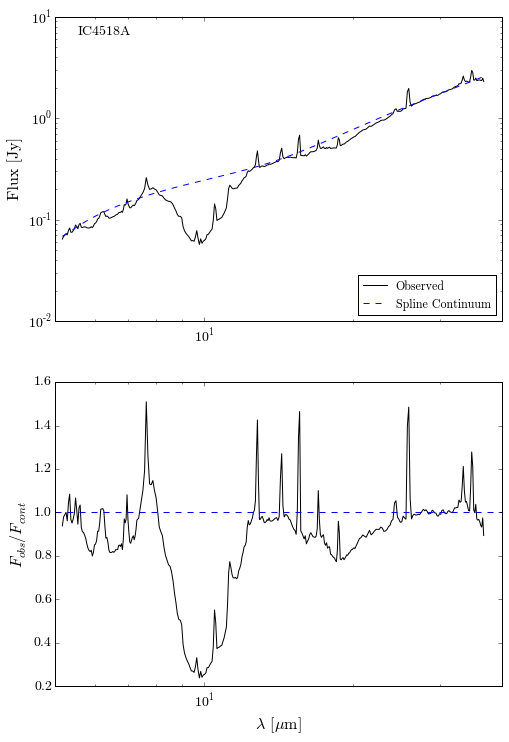 IC4518A
Flux [Jy]
10^1
10^0
10^-1
10^-2
Observed
Spline Continuum
10^1
F_obs/F_cont
1.6
1.4
1.2
1.0
0.8
0.6
0.4
0.2
10^1
λ [μm]